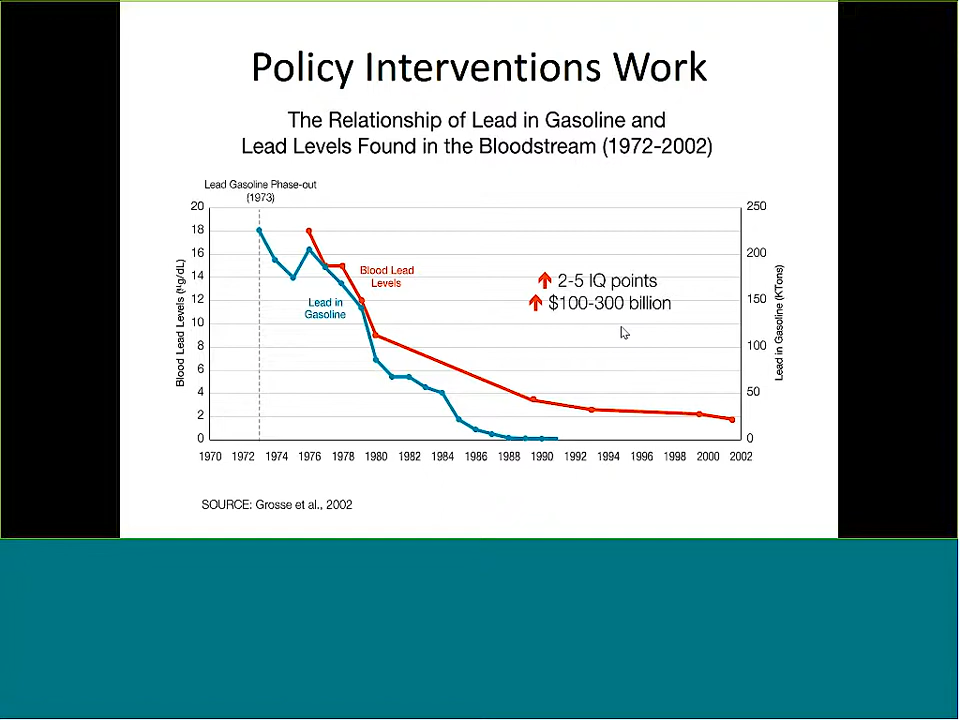 Policy Interventions Work
The Relationship of Lead in Gasoline and
Lead Levels Found in the Bloodstream (1972-2002)
Lead Gasoline Phase-out
(1973)
20
18
16
14
12
10
8
6
4
2
0
Blood Lead Levels (µg/dL)
250
200
150
100
50
0
Lead in Gasoline (KTons)
Blood Lead
Levels
Lead in
Gasoline
2-5 IQ points
$100-300 billion
1970 1972 1974 1976 1978 1980 1982 1984 1986 1988 1990 1992 1994 1996 1998 2000 2002
SOURCE: Grosse et al., 2002